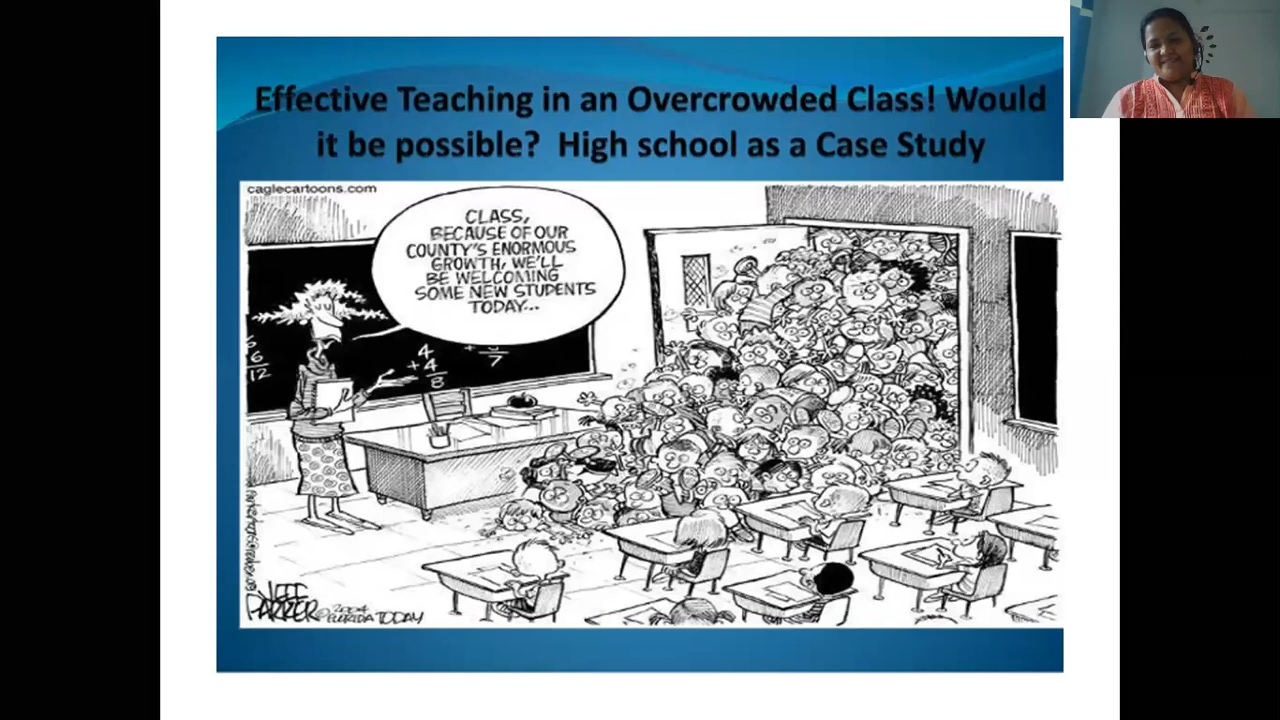 Effective Teaching in an Overcrowded Class! Would
it be possible?  High school as a Case Study
caglecartoons.com
CLASS,
BECAUSE OF OUR
COUNTY'S ENORMOUS
GROWTH, WE'LL
BE WELCOMING
SOME NEW STUDENTS
TODAY...
6
12
4
+4
8
+
7
JEFF
PARKER ©2004
FLORIDA TODAY